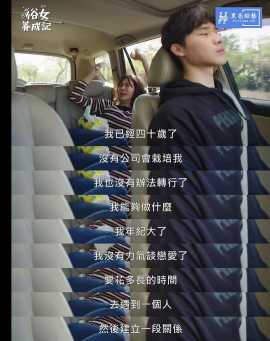 俗女養成記
我已經四十歲了
沒有公司會栽培我
我也沒有辦法轉行了
我能夠做什麼
我年紀大了
我沒有力氣談戀愛了
要花多長的時間
去遇到一個人
然後建立一段關係